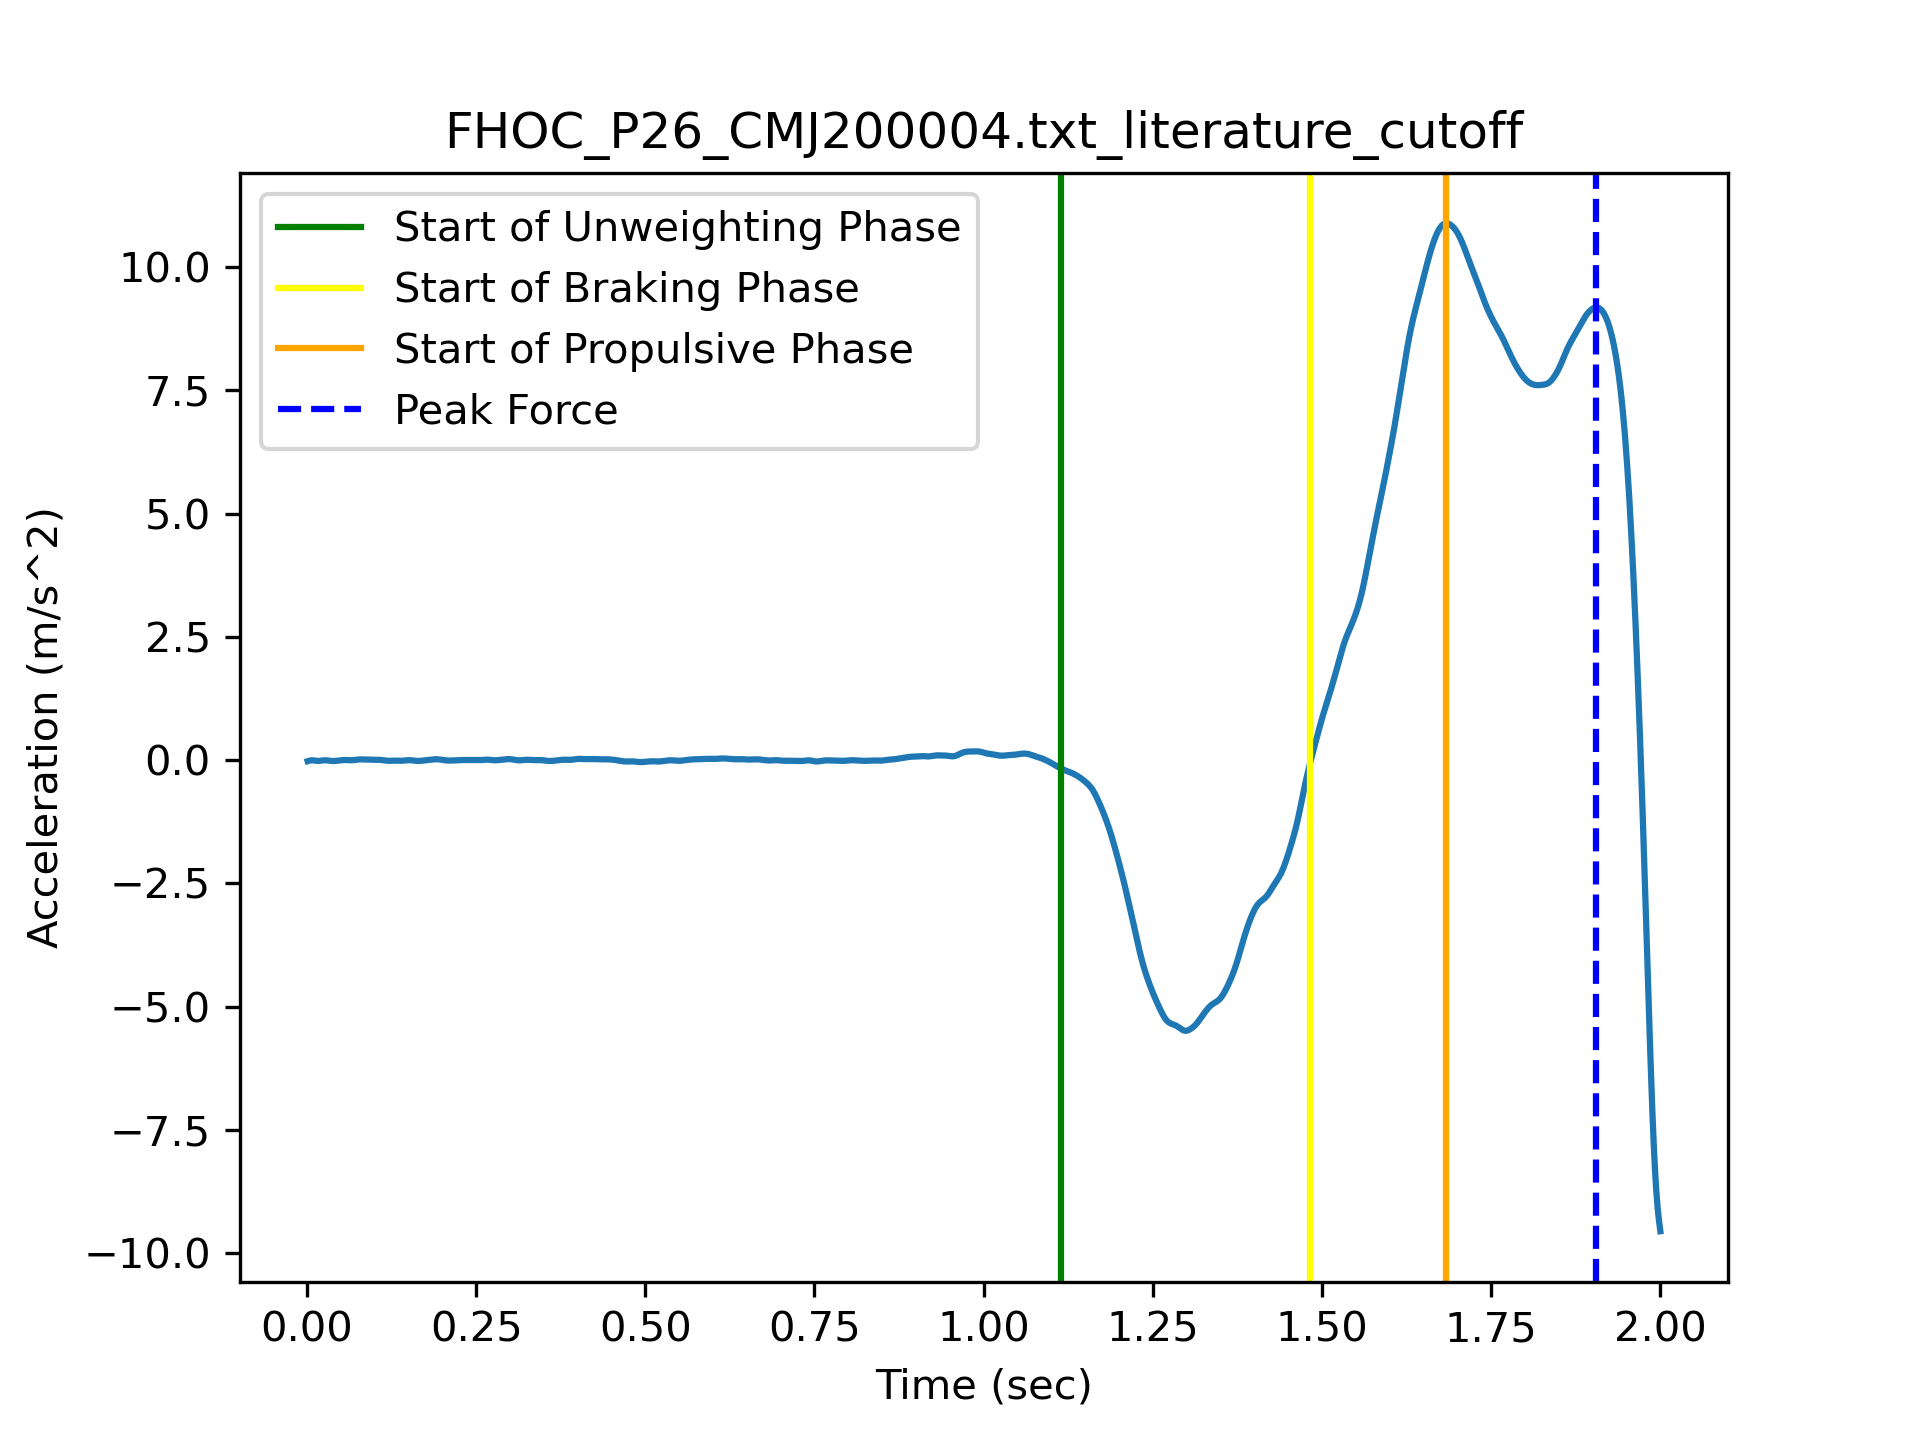 FHOC_P26_CMJ200004.txt_literature_cutoff
Start of Unweighting Phase
Start of Braking Phase
Start of Propulsive Phase
Peak Force
Acceleration (m/s^2)
10.0
7.5
5.0
2.5
0.0
−2.5
−5.0
−7.5
−10.0
0.00 0.25 0.50 0.75 1.00 1.25 1.50 1.75 2.00
Time (sec)